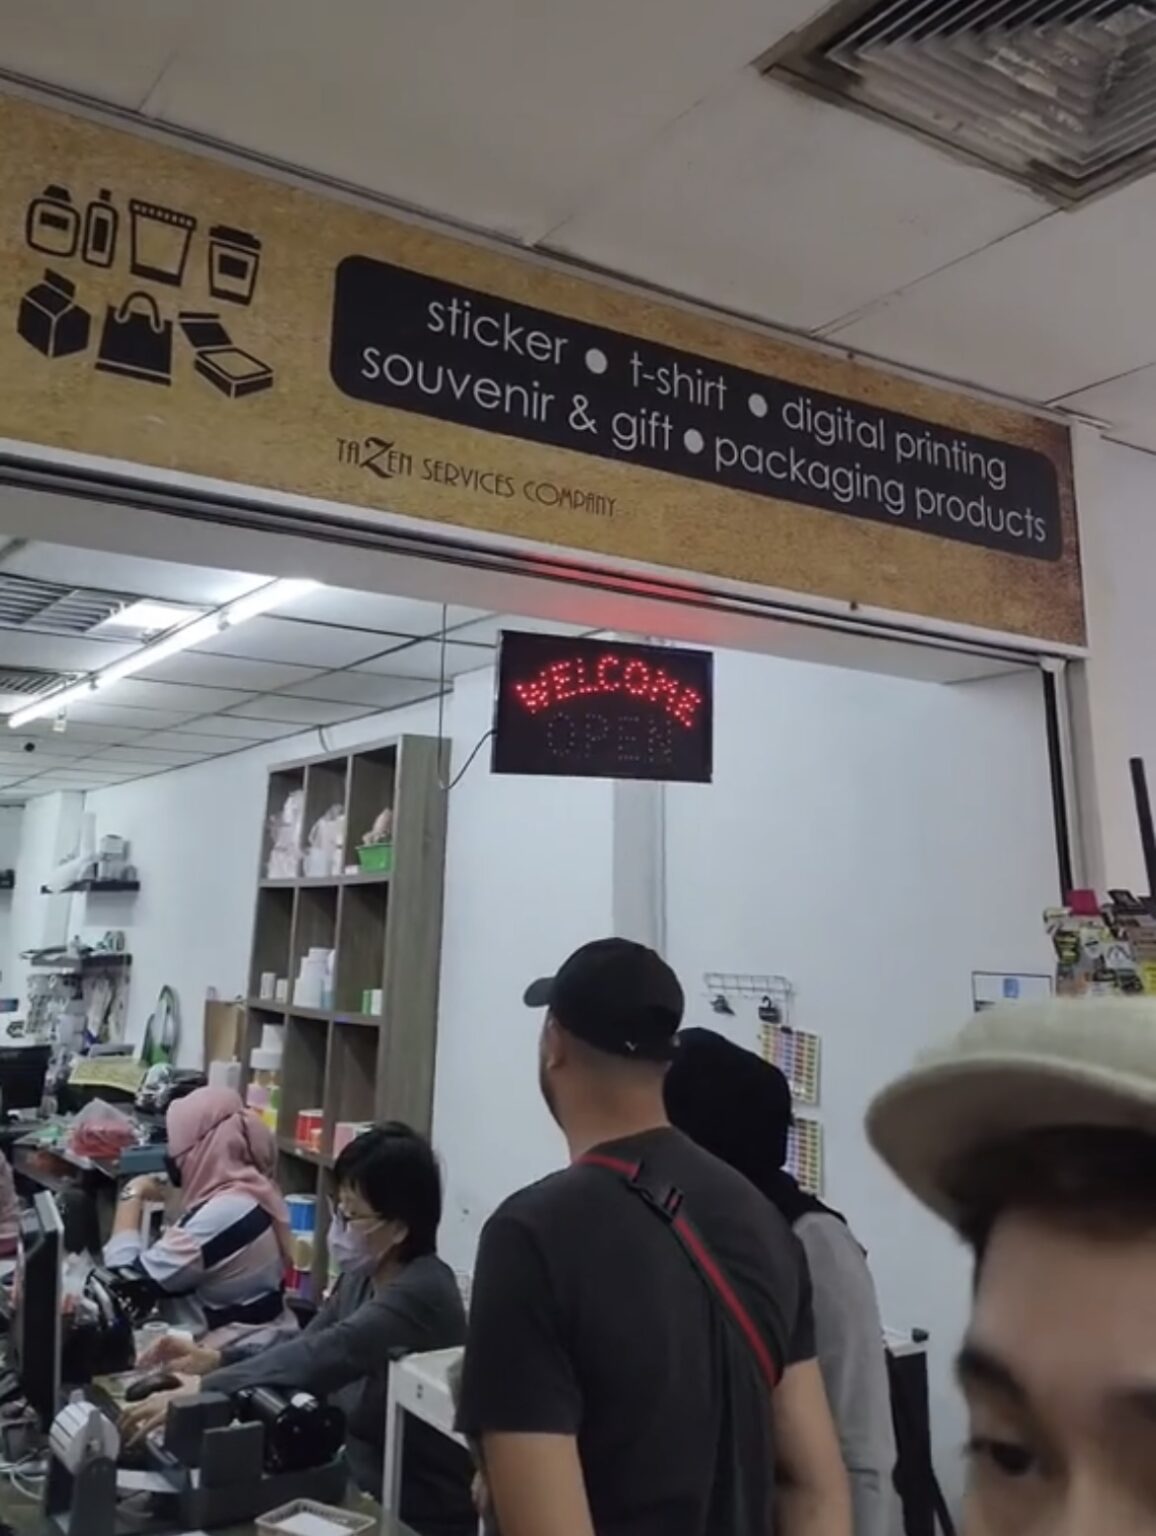 sticker ● t-shirt ● digital printing
souvenir & gift ● packaging products
TAZEN SERVICES COMPANY
WELCOME
OPEN